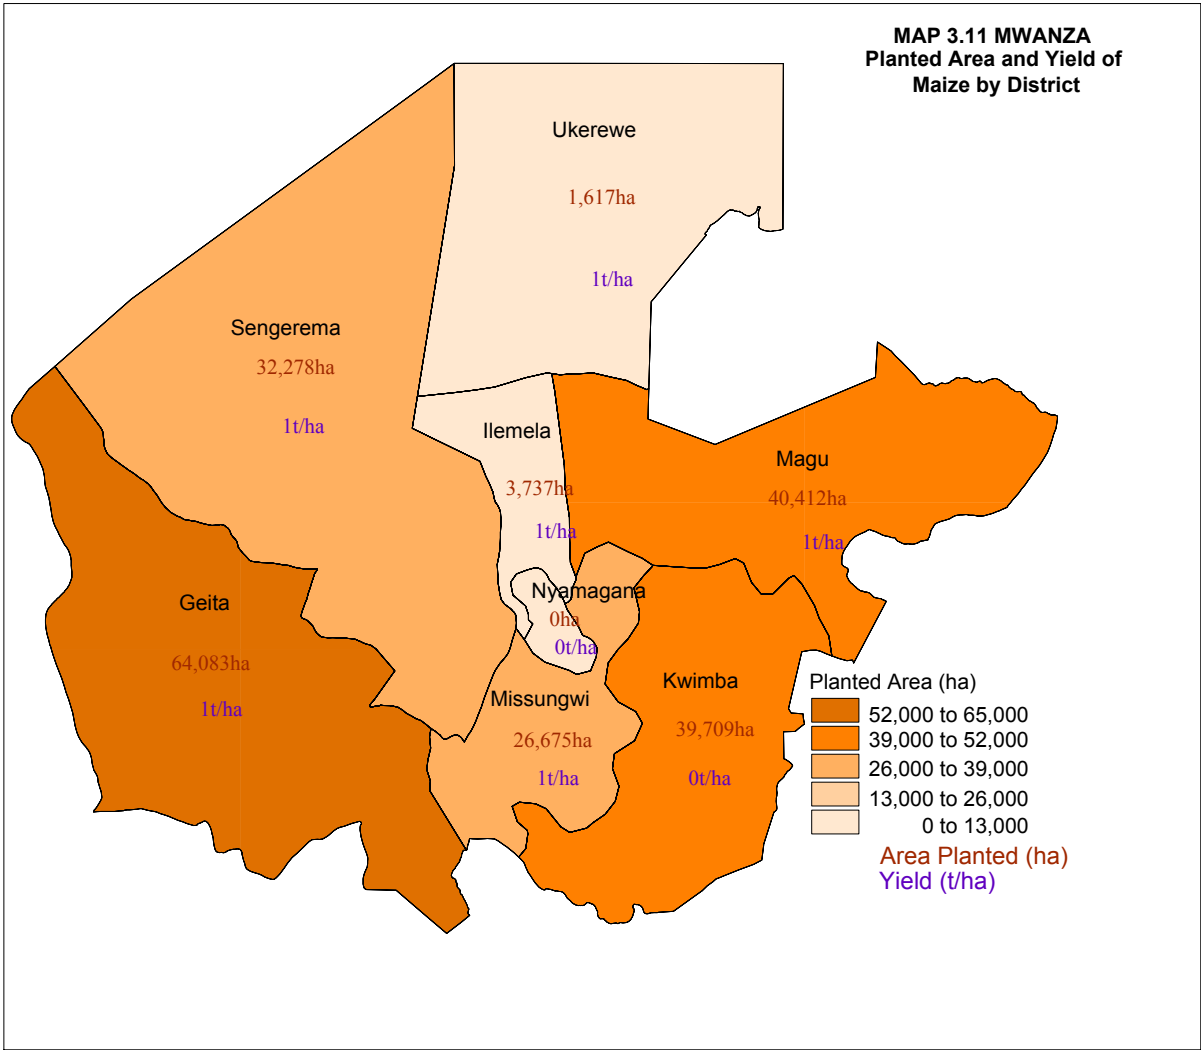 MAP 3.11 MWANZA
Planted Area and Yield of
Maize by District
Ukerewe
1,617ha
1t/ha
Sengerema
32,278ha
1t/ha
Ilemela
3,737ha
1t/ha
Magu
40,412ha
1t/ha
Nyamagana
0ha
0t/ha
Geita
64,083ha
1t/ha
Missungwi
26,675ha
1t/ha
Kwimba
39,709ha
0t/ha
Planted Area (ha)
52,000 to 65,000
39,000 to 52,000
26,000 to 39,000
13,000 to 26,000
0 to 13,000
Area Planted (ha)
Yield (t/ha)